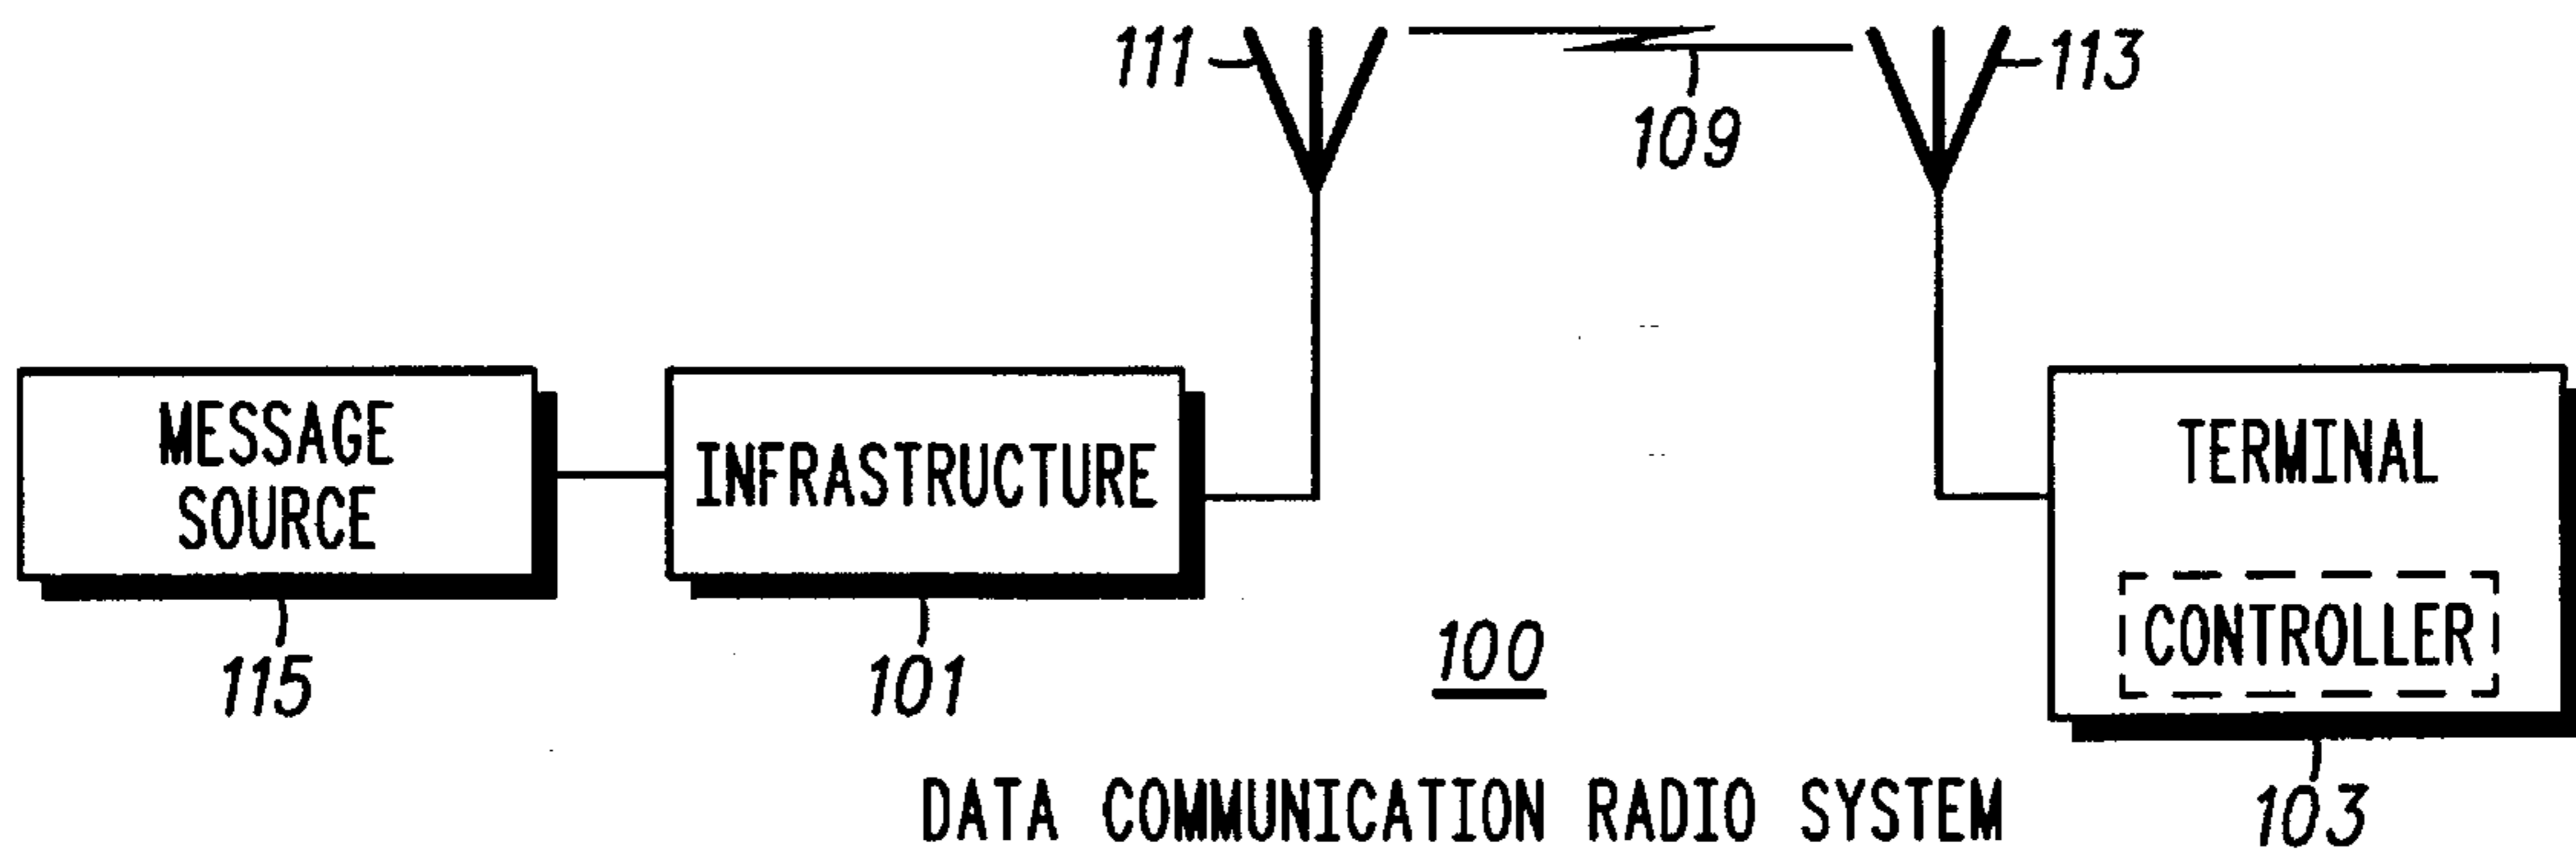 111
109
113
MESSAGE
SOURCE
INFRASTRUCTURE
TERMINAL
CONTROLLER
115
101
100
103
DATA COMMUNICATION RADIO SYSTEM